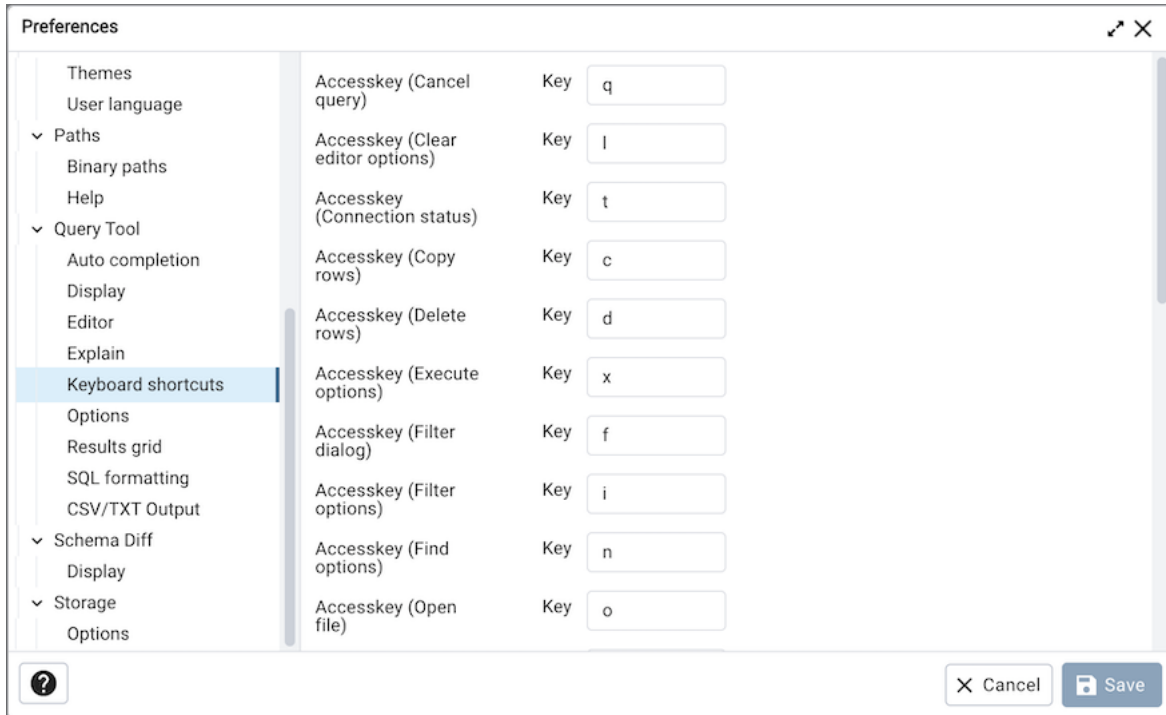 Preferences
Themes
User language
Paths
Binary paths
Help
Query Tool
Auto completion
Display
Editor
Explain
Keyboard shortcuts
Options
Results grid
SQL formatting
CSV/TXT Output
Schema Diff
Display
Storage
Options
Accesskey (Cancel
query)
Key
q
Accesskey (Clear
editor options)
Key
l
Accesskey
(Connection status)
Key
t
Accesskey (Copy
rows)
Key
c
Accesskey (Delete
rows)
Key
d
Accesskey (Execute
options)
Key
x
Accesskey (Filter
dialog)
Key
f
Accesskey (Filter
options)
Key
i
Accesskey (Find
options)
Key
n
Accesskey (Open
file)
Key
o
?
Cancel
Save